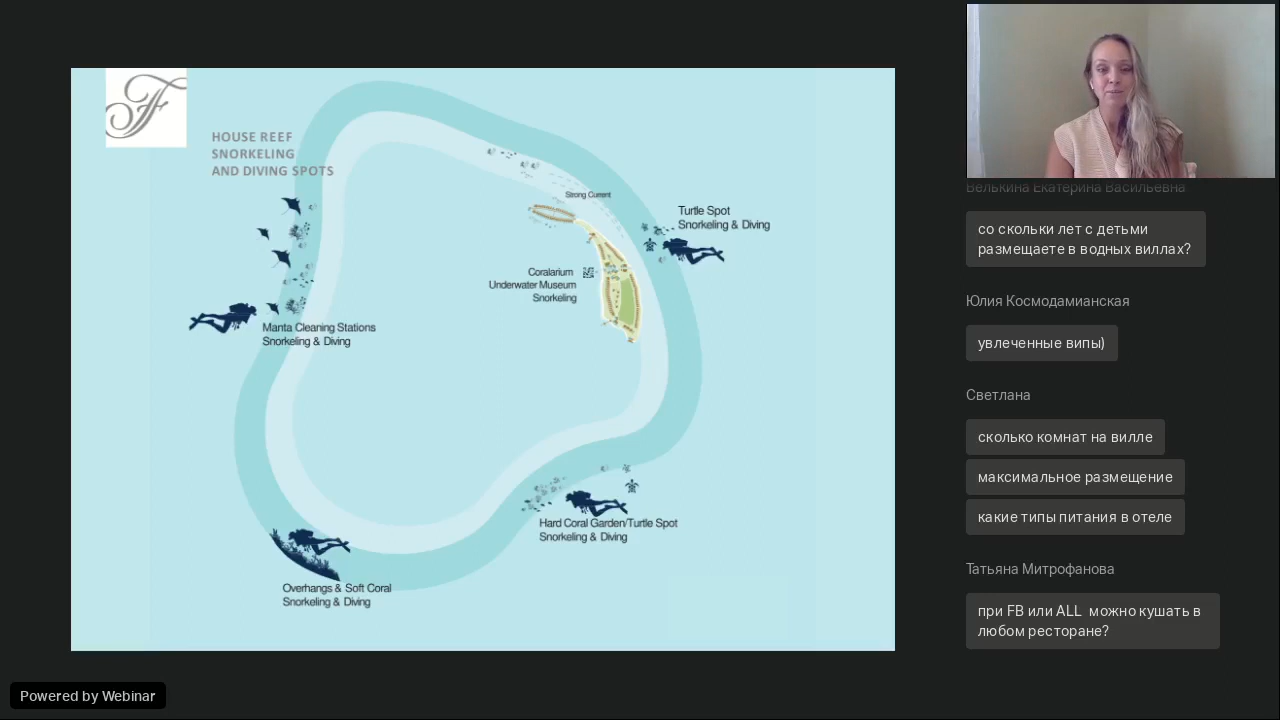 HOUSE REEF
SNORKELING
AND DIVING SPOTS
Strong Current
Turtle Spot
Snorkeling & Diving
Coralarium
Underwater Museum
Snorkeling
Manta Cleaning Stations
Snorkeling & Diving
Hard Coral Garden/Turtle Spot
Snorkeling & Diving
Overhangs & Soft Coral
Snorkeling & Diving
Powered by Webinar
Велькина Екатерина Васильевна
со скольки лет с детьми
размещаете в водных виллах?
Юлия Космодамианская
увлеченные випы)
Светлана
сколько комнат на вилле
максимальное размещение
какие типы питания в отеле
Татьяна Митрофанова
при FB или ALL можно кушать в
любом ресторане?